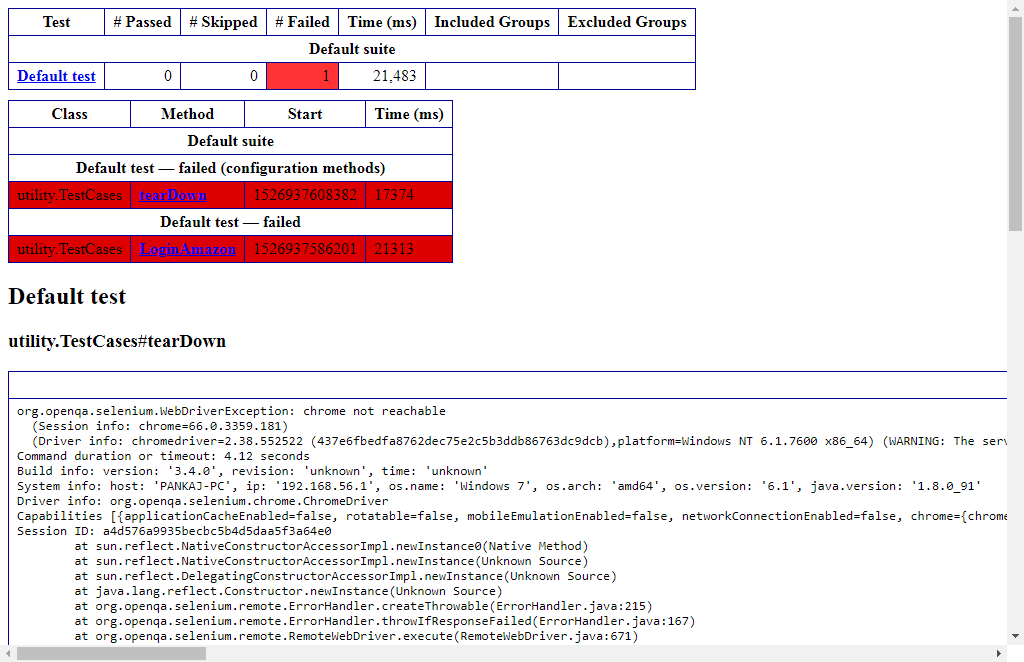 Test # Passed # Skipped # Failed Time (ms) Included Groups Excluded Groups
Default suite
Default test 0 0 1 21,483
Class Method Start Time (ms)
Default suite
Default test — failed (configuration methods)
utility.TestCases tearDown 1526937608382 17374
Default test — failed
utility.TestCases LoginAmazon 1526937586201 21313
Default test
utility.TestCases#tearDown
org.openqa.selenium.WebDriverException: chrome not reachable
(Session info: chrome=66.0.3359.181)
(Driver info: chromedriver=2.38.552522 (437e6fbedfa8762dec75e2c5b3ddb86763dc9dcb),platform=Windows NT 6.1.7600 x86_64) (WARNING: The serv
Command duration or timeout: 4.12 seconds
Build info: version: '3.4.0', revision: 'unknown', time: 'unknown'
System info: host: 'PANKAJ-PC', ip: '192.168.56.1', os.name: 'Windows 7', os.arch: 'amd64', os.version: '6.1', java.version: '1.8.0_91'
Driver info: org.openqa.selenium.chrome.ChromeDriver
Capabilities [{applicationCacheEnabled=false, rotatable=false, mobileEmulationEnabled=false, networkConnectionEnabled=false, chrome={chrome
Session ID: a4d576a9935becbc5b4d5daa5f3a64e0
at sun.reflect.NativeConstructorAccessorImpl.newInstance0(Native Method)
at sun.reflect.NativeConstructorAccessorImpl.newInstance(Unknown Source)
at sun.reflect.DelegatingConstructorAccessorImpl.newInstance(Unknown Source)
at java.lang.reflect.Constructor.newInstance(Unknown Source)
at org.openqa.selenium.remote.ErrorHandler.createThrowable(ErrorHandler.java:215)
at org.openqa.selenium.remote.ErrorHandler.throwIfResponseFailed(ErrorHandler.java:167)
at org.openqa.selenium.remote.RemoteWebDriver.execute(RemoteWebDriver.java:671)